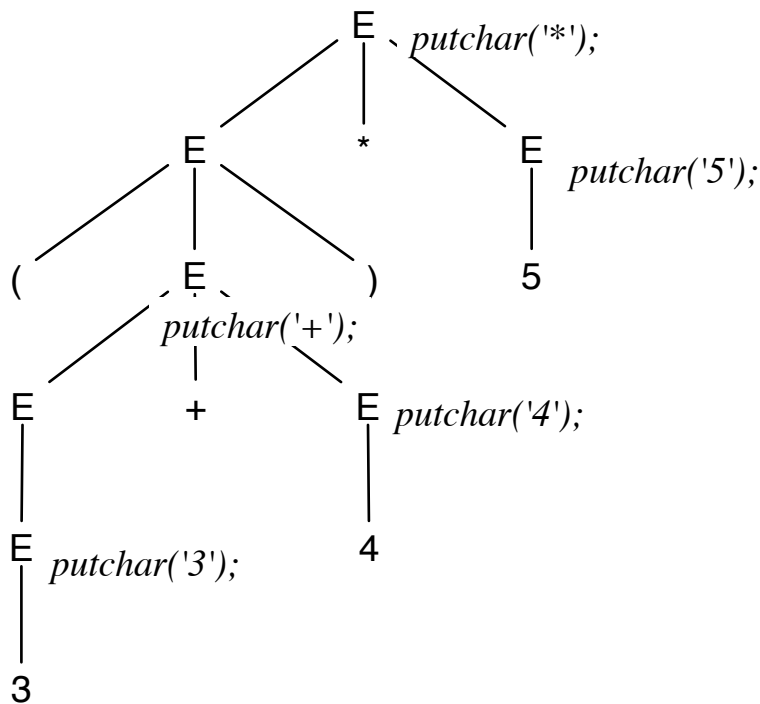 E putchar('*');
E * E putchar('5');
( E ) 5
putchar('+');
E + E putchar('4');
E putchar('3'); 4
3